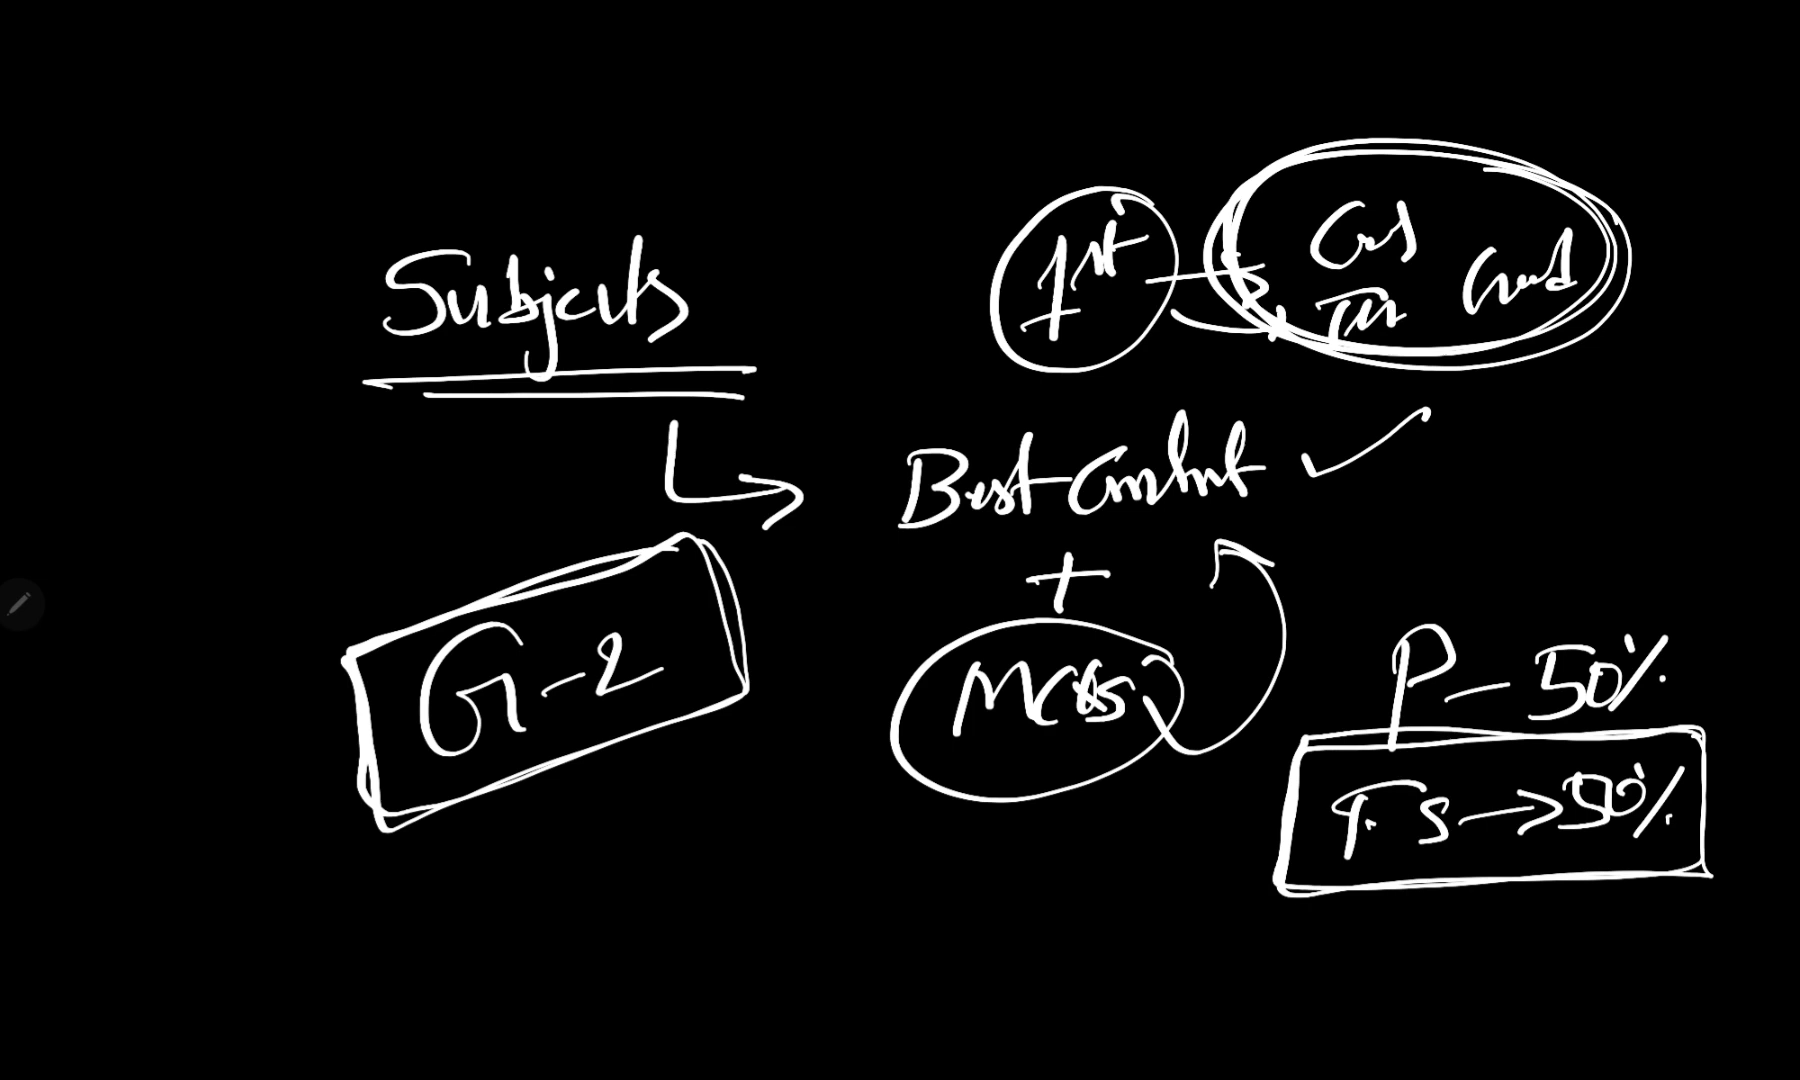 Subjects
1st
Best Content
+
MCQs
G-2
P - 50%
50%